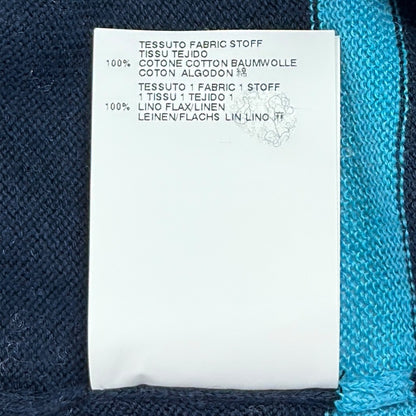 TESSUTO FABRIC STOFF
TISSU TEJIDO
100% COTONE COTTON BAUMWOLLE
COTON ALGODON 綿
TESSUTO 1 FABRIC 1 STOFF
1 TISSU 1 TEJIDO 1
100% LINO FLAX/LINEN
LEINEN/FLACHS LIN LINO 麻